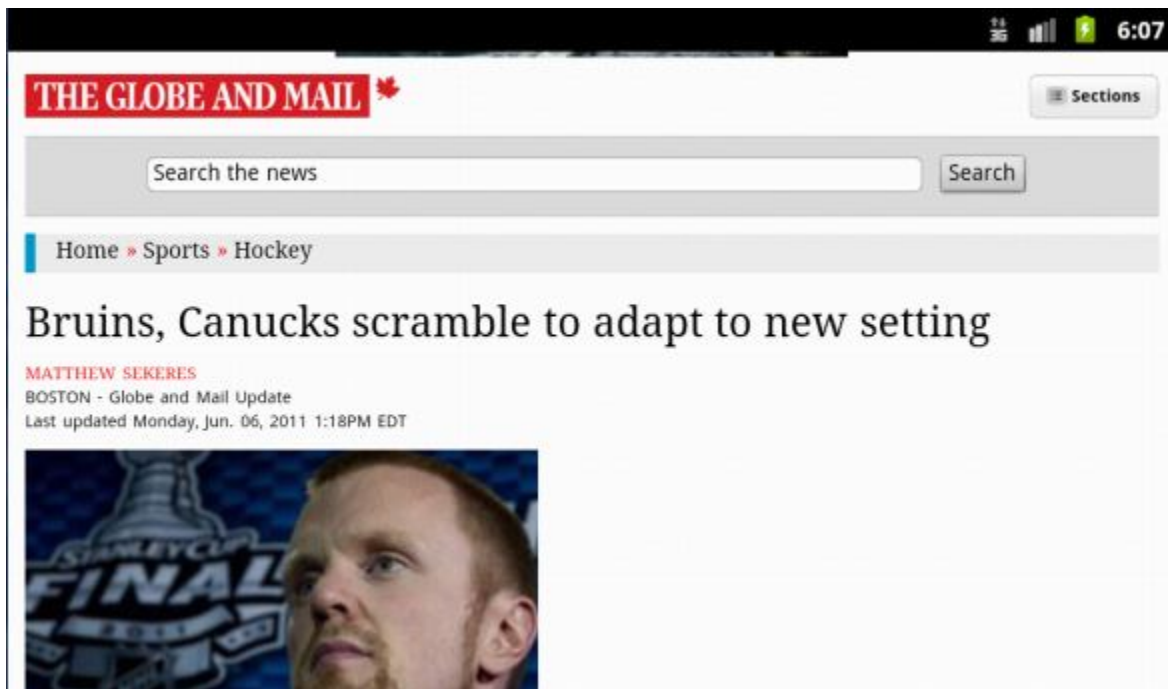 3G 6:07
THE GLOBE AND MAIL
Sections
Search the news Search
Home » Sports » Hockey
Bruins, Canucks scramble to adapt to new setting
MATTHEW SEKERES
BOSTON - Globe and Mail Update
Last updated Monday, Jun. 06, 2011 1:18PM EDT
STANLEY CUP
FINAL
2011